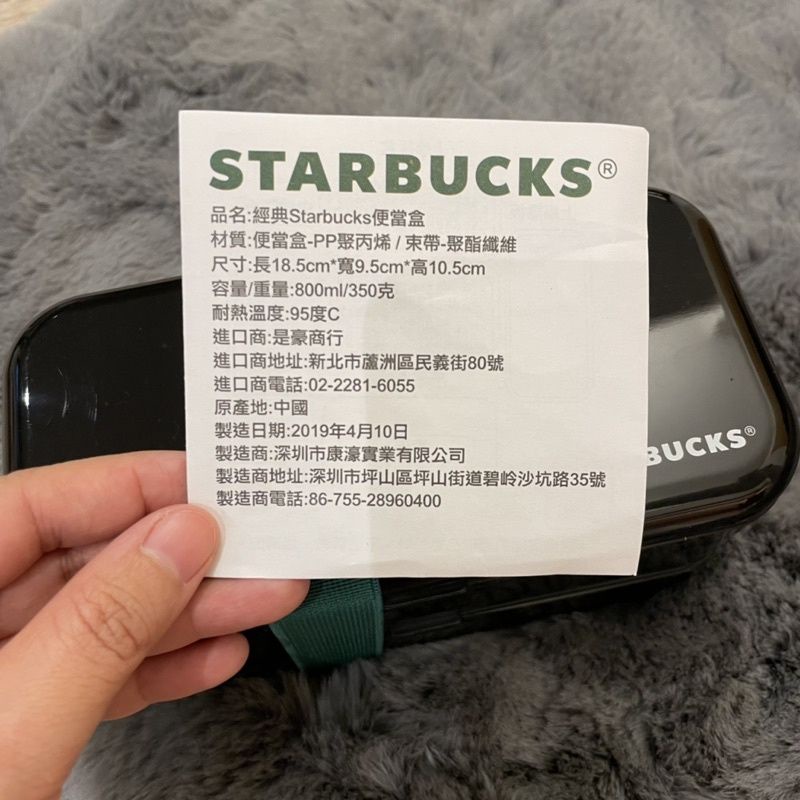 STARBUCKS®
品名:經典Starbucks便當盒
材質:便當盒-PP聚丙烯 / 束帶-聚酯纖維
尺寸:長18.5cm*寬9.5cm*高10.5cm
容量/重量:800ml/350克
耐熱溫度:95度C
進口商:是豪商行
進口商地址:新北市蘆洲區民義街80號
進口商電話:02-2281-6055
原產地:中國
製造日期:2019年4月10日
製造商:深圳市康濠實業有限公司
製造商地址:深圳市坪山區坪山街道碧岭沙坑路35號
製造商電話:86-755-28960400
BUCKS®